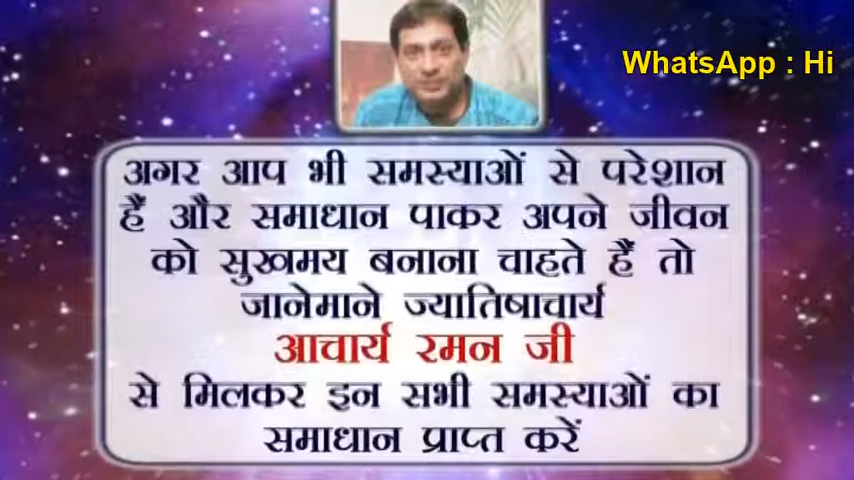 WhatsApp : Hi
अगर आप भी समस्याओं से परेशान
हैं और समाधान पाकर अपने जीवन
को सुखमय बनाना चाहते हैं तो
जानेमाने ज्यातिषाचार्य
आचार्य रमन जी
से मिलकर इन सभी समस्याओं का
समाधान प्राप्त करें